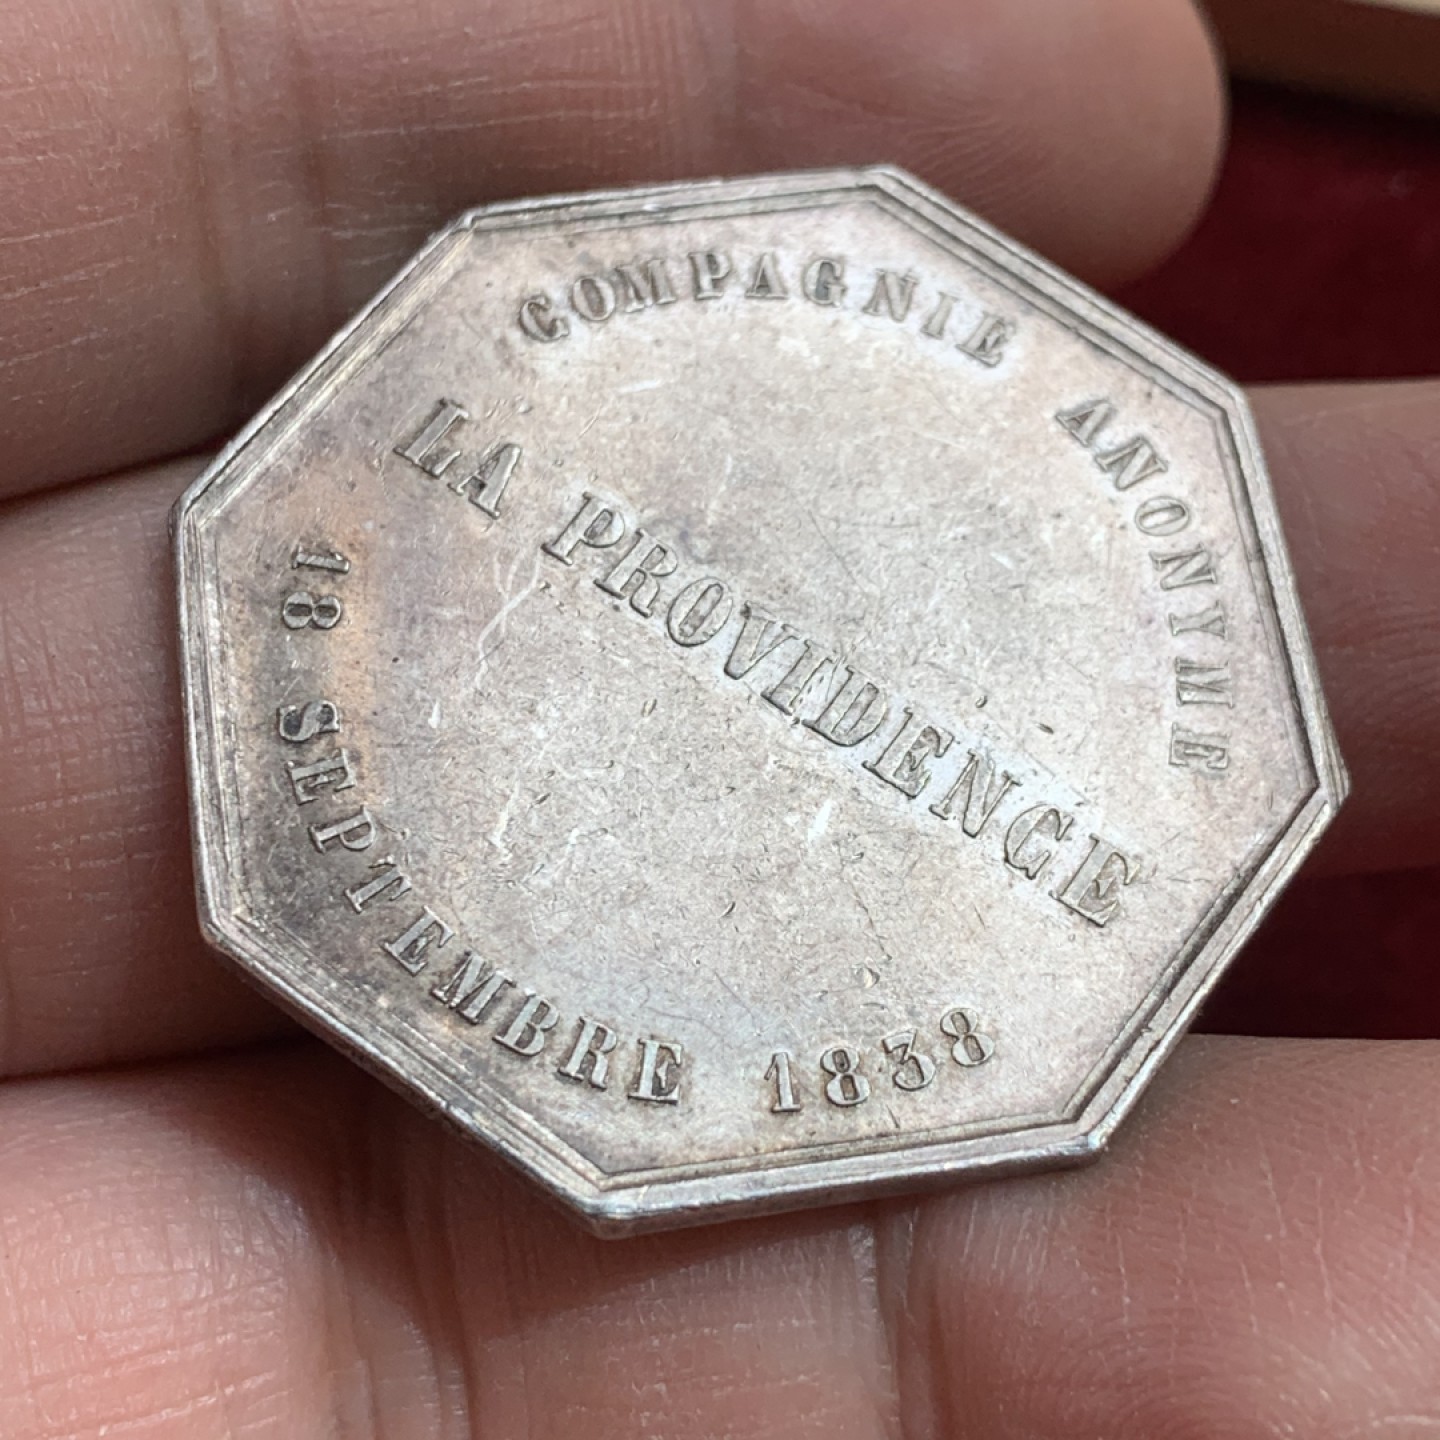 COMPAGNIE ANONYME
LA PROVIDENCE
18 SEPTEMBRE 1838